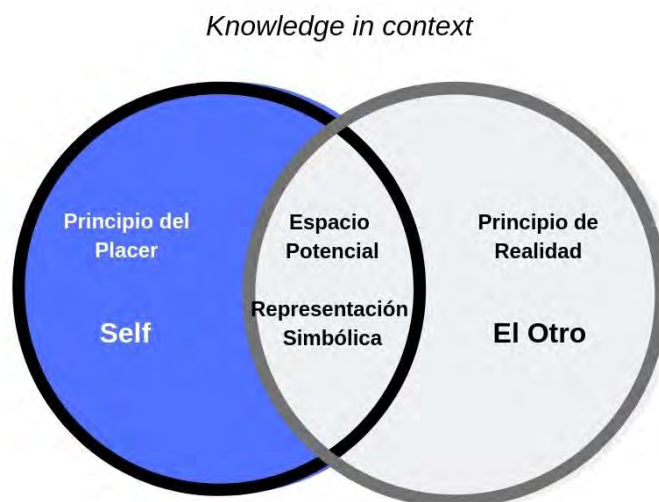 Knowledge in context
Principio del
Placer
Self
Espacio
Potencial
Representación
Simbólica
Principio de
Realidad
El Otro